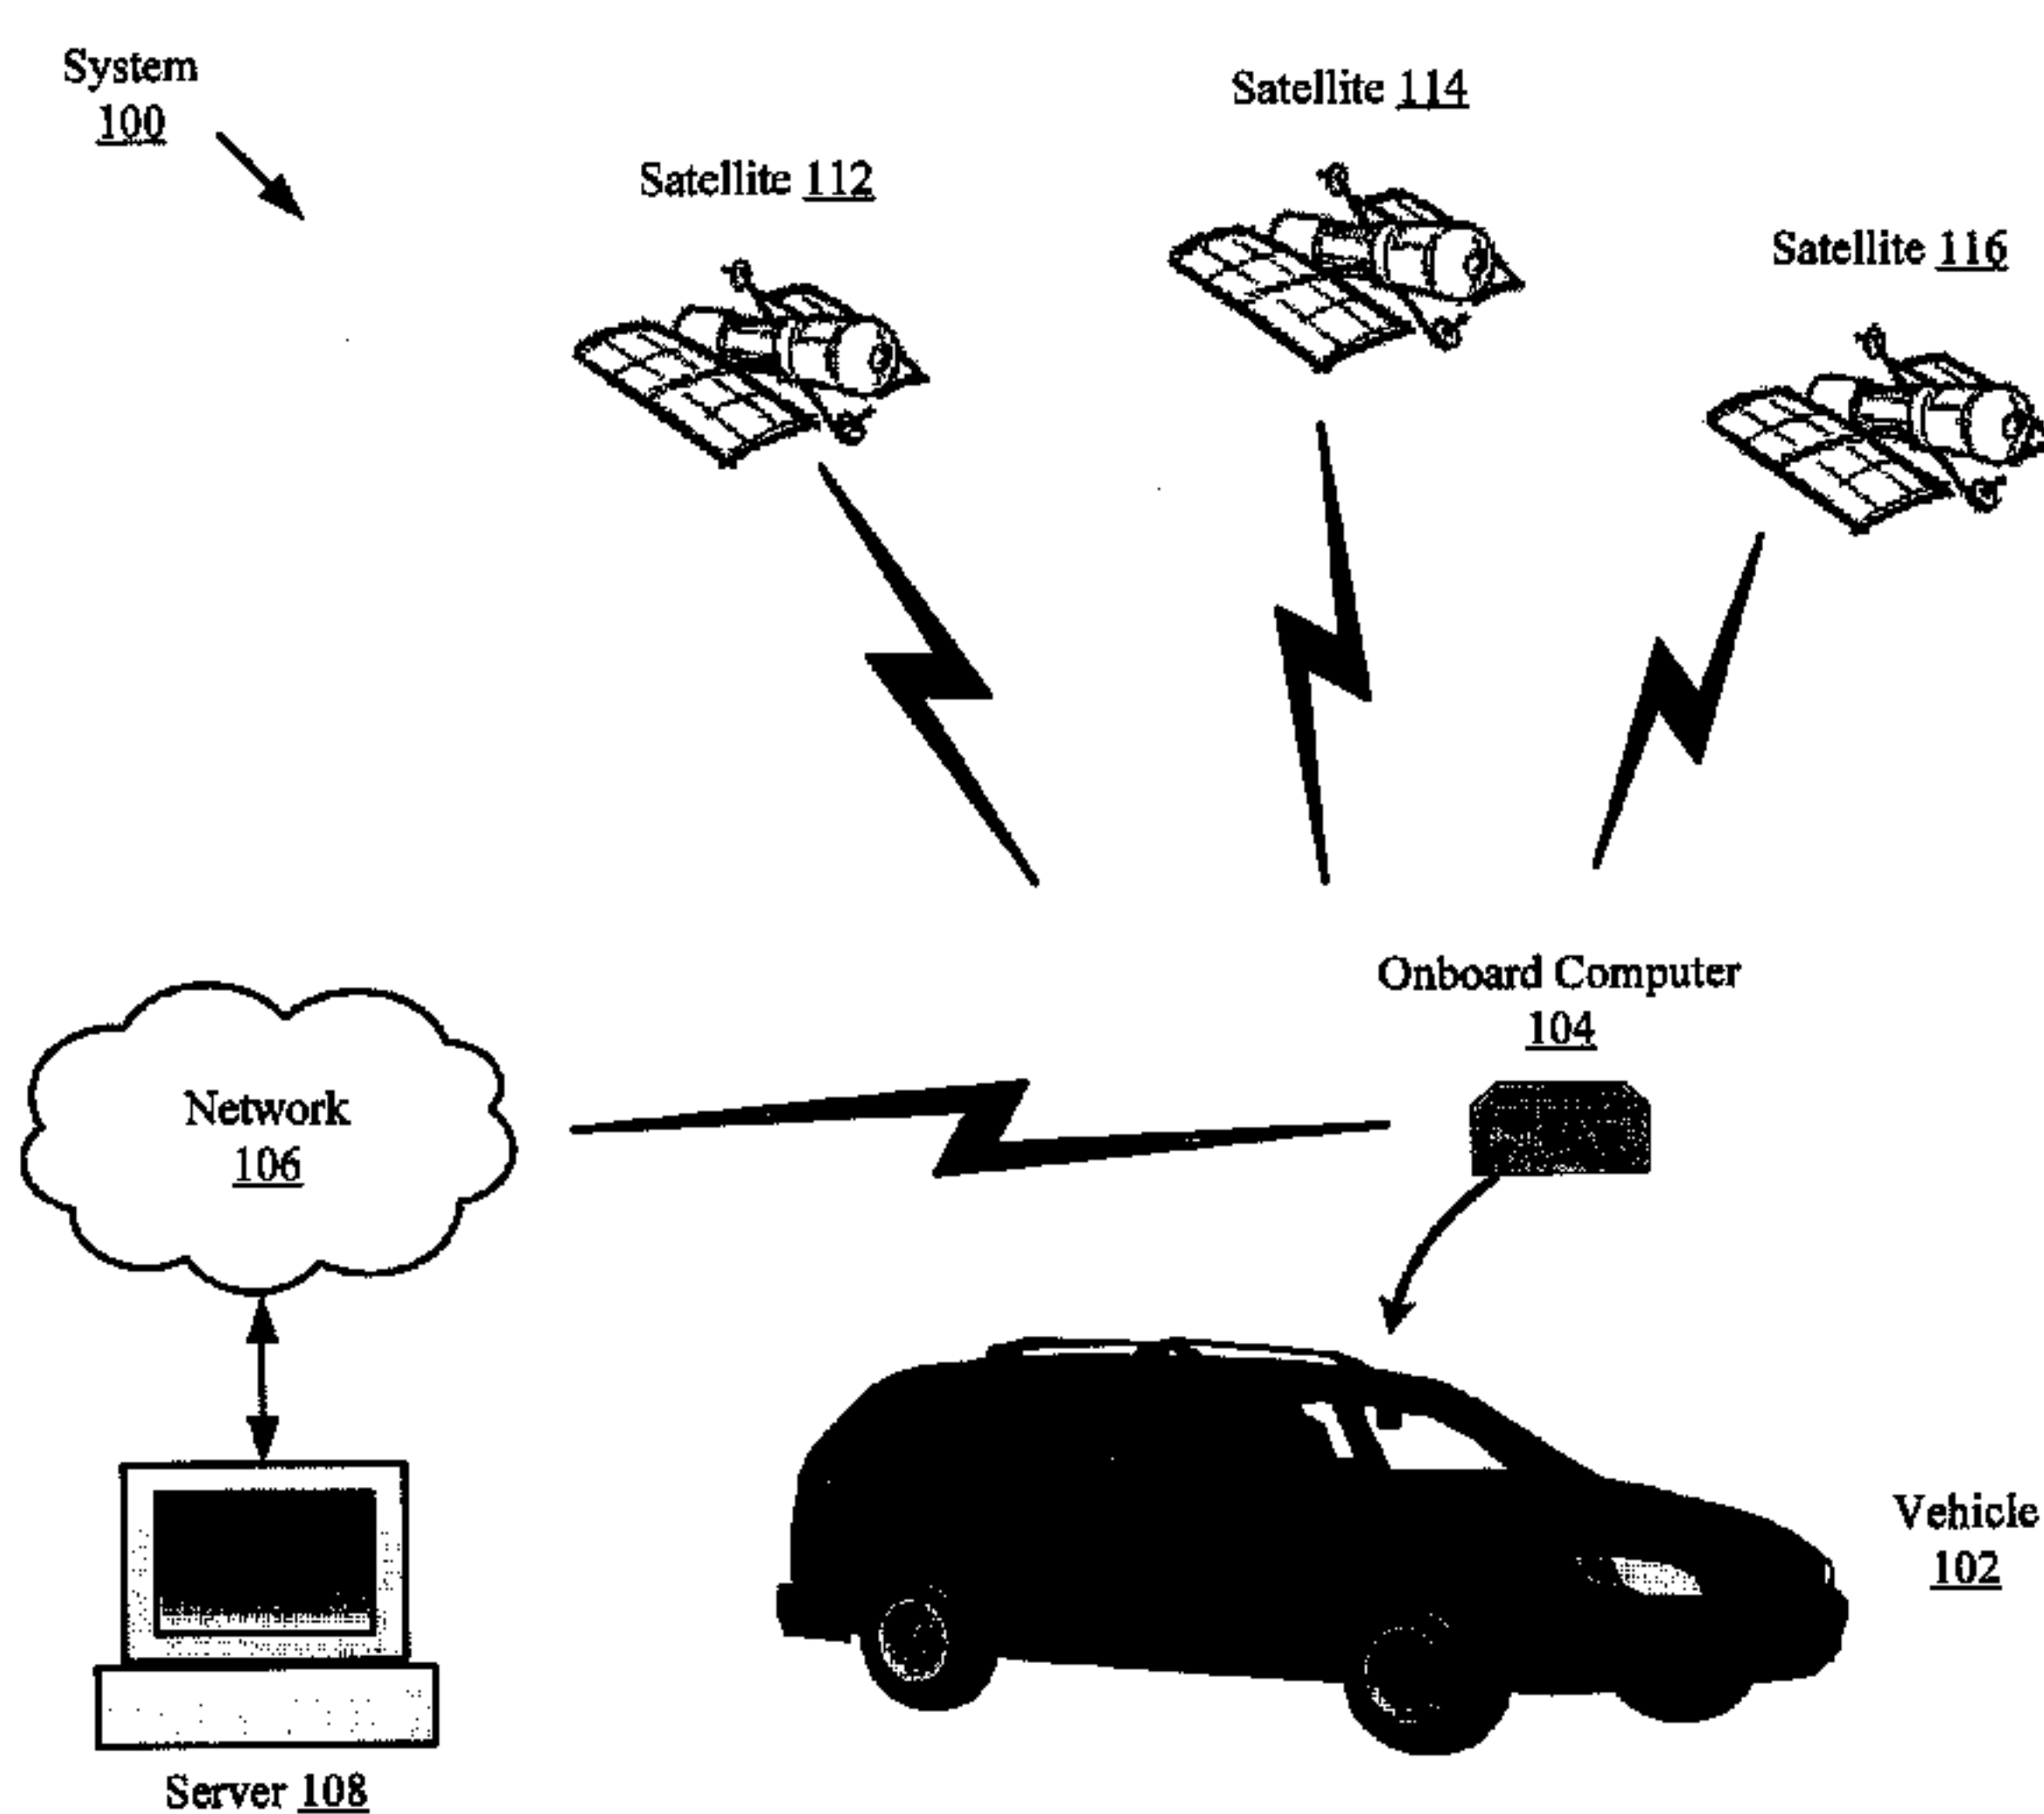 System
100
Satellite 114
Satellite 112
Satellite 116
Onboard Computer
104
Network
106
Vehicle
102
Server 108